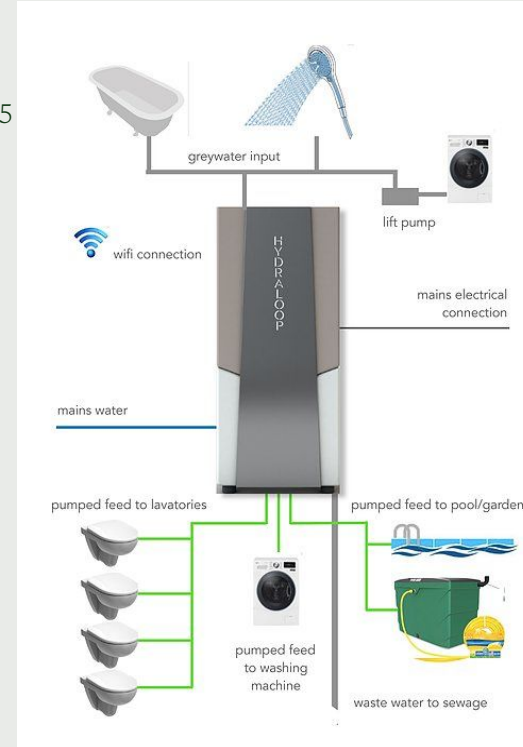 5
greywater input
lift pump
wifi connection
HYDRALOOP
mains electrical
connection
mains water
pumped feed to lavatories
pumped feed to pool/garden
pumped feed
to washing
machine
waste water to sewage